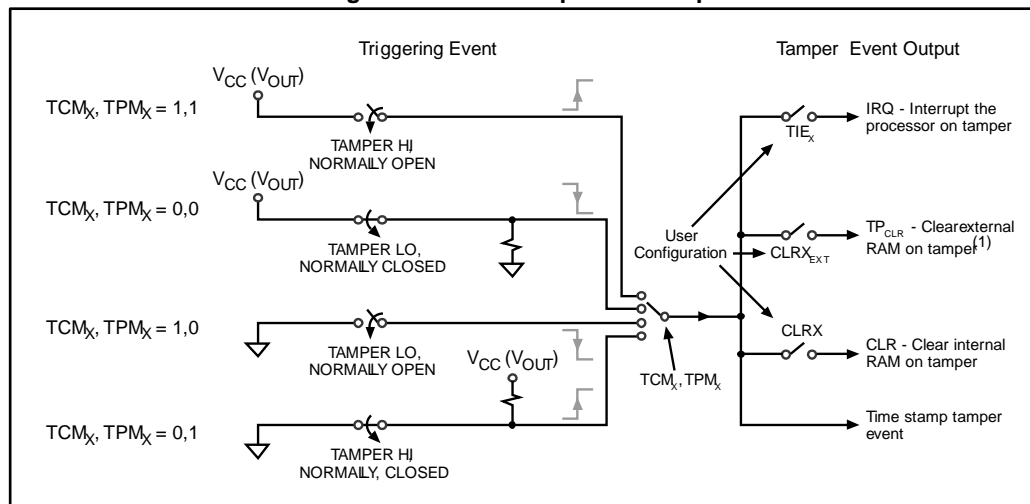 Triggering Event
Tamper Event Output
VCC (VOUT)
TCMX, TPMX = 1,1
TAMPER HI,
NORMALLY OPEN
IRQ - Interrupt the
processor on tamper
TIEX
VCC (VOUT)
TCMX, TPMX = 0,0
TAMPER LO,
NORMALLY CLOSED
User
Configuration
TPCLR - Clearexternal
RAM on tamper(1)
CLRXEXT
TCMX, TPMX = 1,0
TAMPER LO,
NORMALLY OPEN
TCMX, TPMX
CLRX
CLR - Clear internal
RAM on tamper
VCC (VOUT)
TCMX, TPMX = 0,1
TAMPER HI,
NORMALLY, CLOSED
Time stamp tamper
event